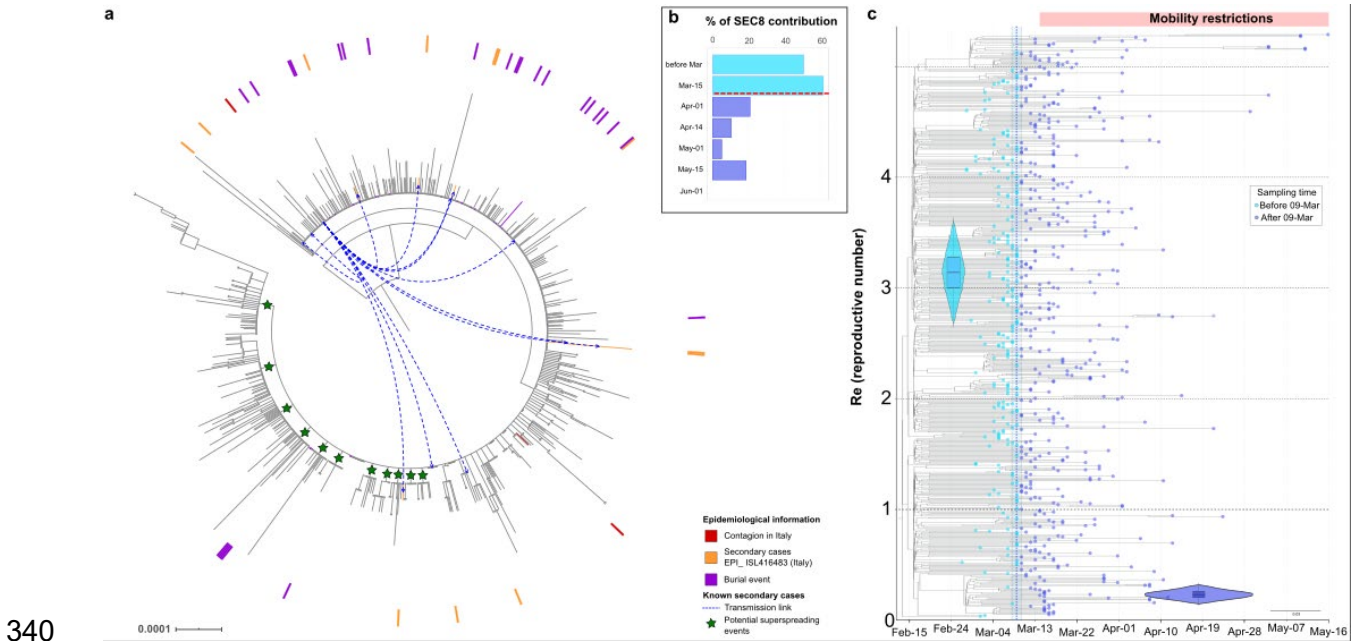 a
b
% of SEC8 contribution
0 20 40 60
before Mar
Mar-15
Apr-01
Apr-14
May-01
May-15
Jun-01
c
Mobility restrictions
Re (reproductive number)
4
3
2
1
0
Sampling time
Before 09-Mar
After 09-Mar
Feb-15 Feb-24 Mar-04 Mar-13 Mar-22 Apr-01 Apr-10 Apr-19 Apr-28 May-07 May-16
Epidemiological information
Contagion in Italy
Secondary cases
EPI_ ISL416483 (Italy)
Burial event
Known secondary cases
Transmission link
Potential superspreading
events
0.0001
340